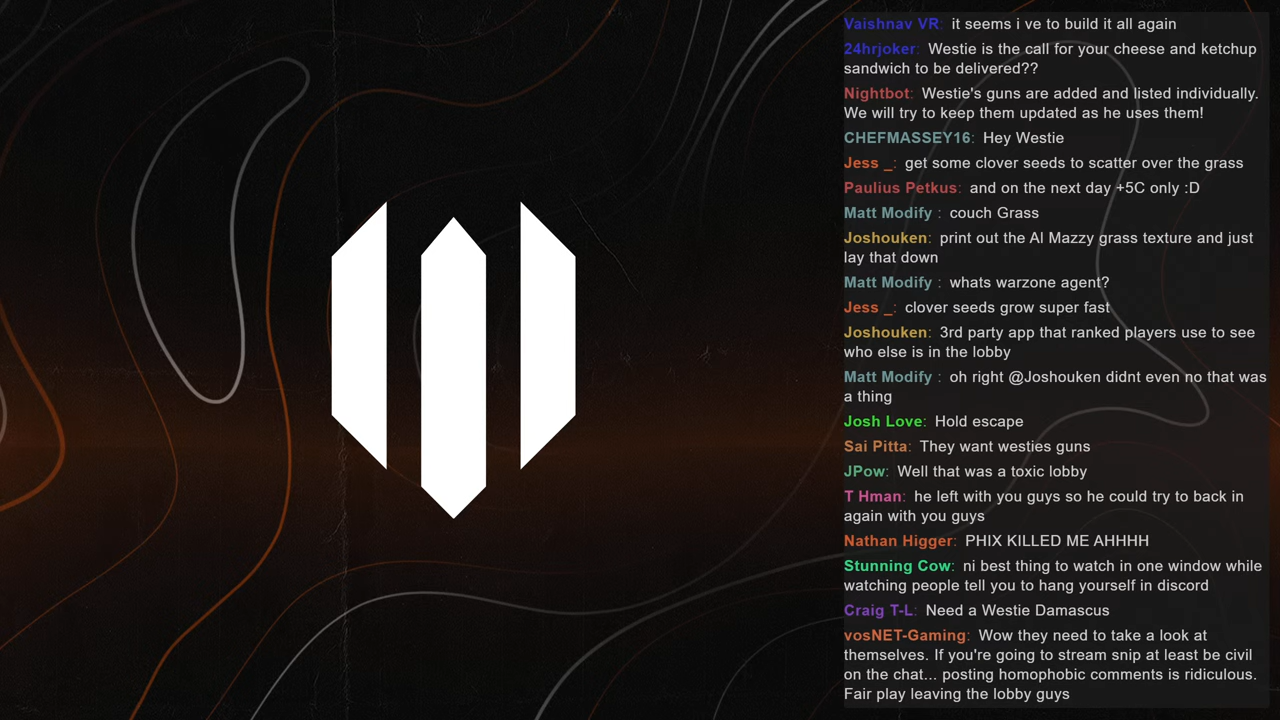 Vaishnav VR: it seems i ve to build it all again
24hrjoker: Westie is the call for your cheese and ketchup
sandwich to be delivered??
Nightbot: Westie's guns are added and listed individually.
We will try to keep them updated as he uses them!
CHEFMASSEY16: Hey Westie
Jess _: get some clover seeds to scatter over the grass
Paulius Petkus: and on the next day +5C only :D
Matt Modify : couch Grass
Joshouken: print out the Al Mazzy grass texture and just
lay that down
Matt Modify : whats warzone agent?
Jess _: clover seeds grow super fast
Joshouken: 3rd party app that ranked players use to see
who else is in the lobby
Matt Modify : oh right @Joshouken didnt even no that was
a thing
Josh Love: Hold escape
Sai Pitta: They want westies guns
JPow: Well that was a toxic lobby
T Hman: he left with you guys so he could try to back in
again with you guys
Nathan Higger: PHIX KILLED ME AHHHH
Stunning Cow: ni best thing to watch in one window while
watching people tell you to hang yourself in discord
Craig T-L: Need a Westie Damascus
vosNET-Gaming: Wow they need to take a look at
themselves. If you're going to stream snip at least be civil
on the chat... posting homophobic comments is ridiculous.
Fair play leaving the lobby guys